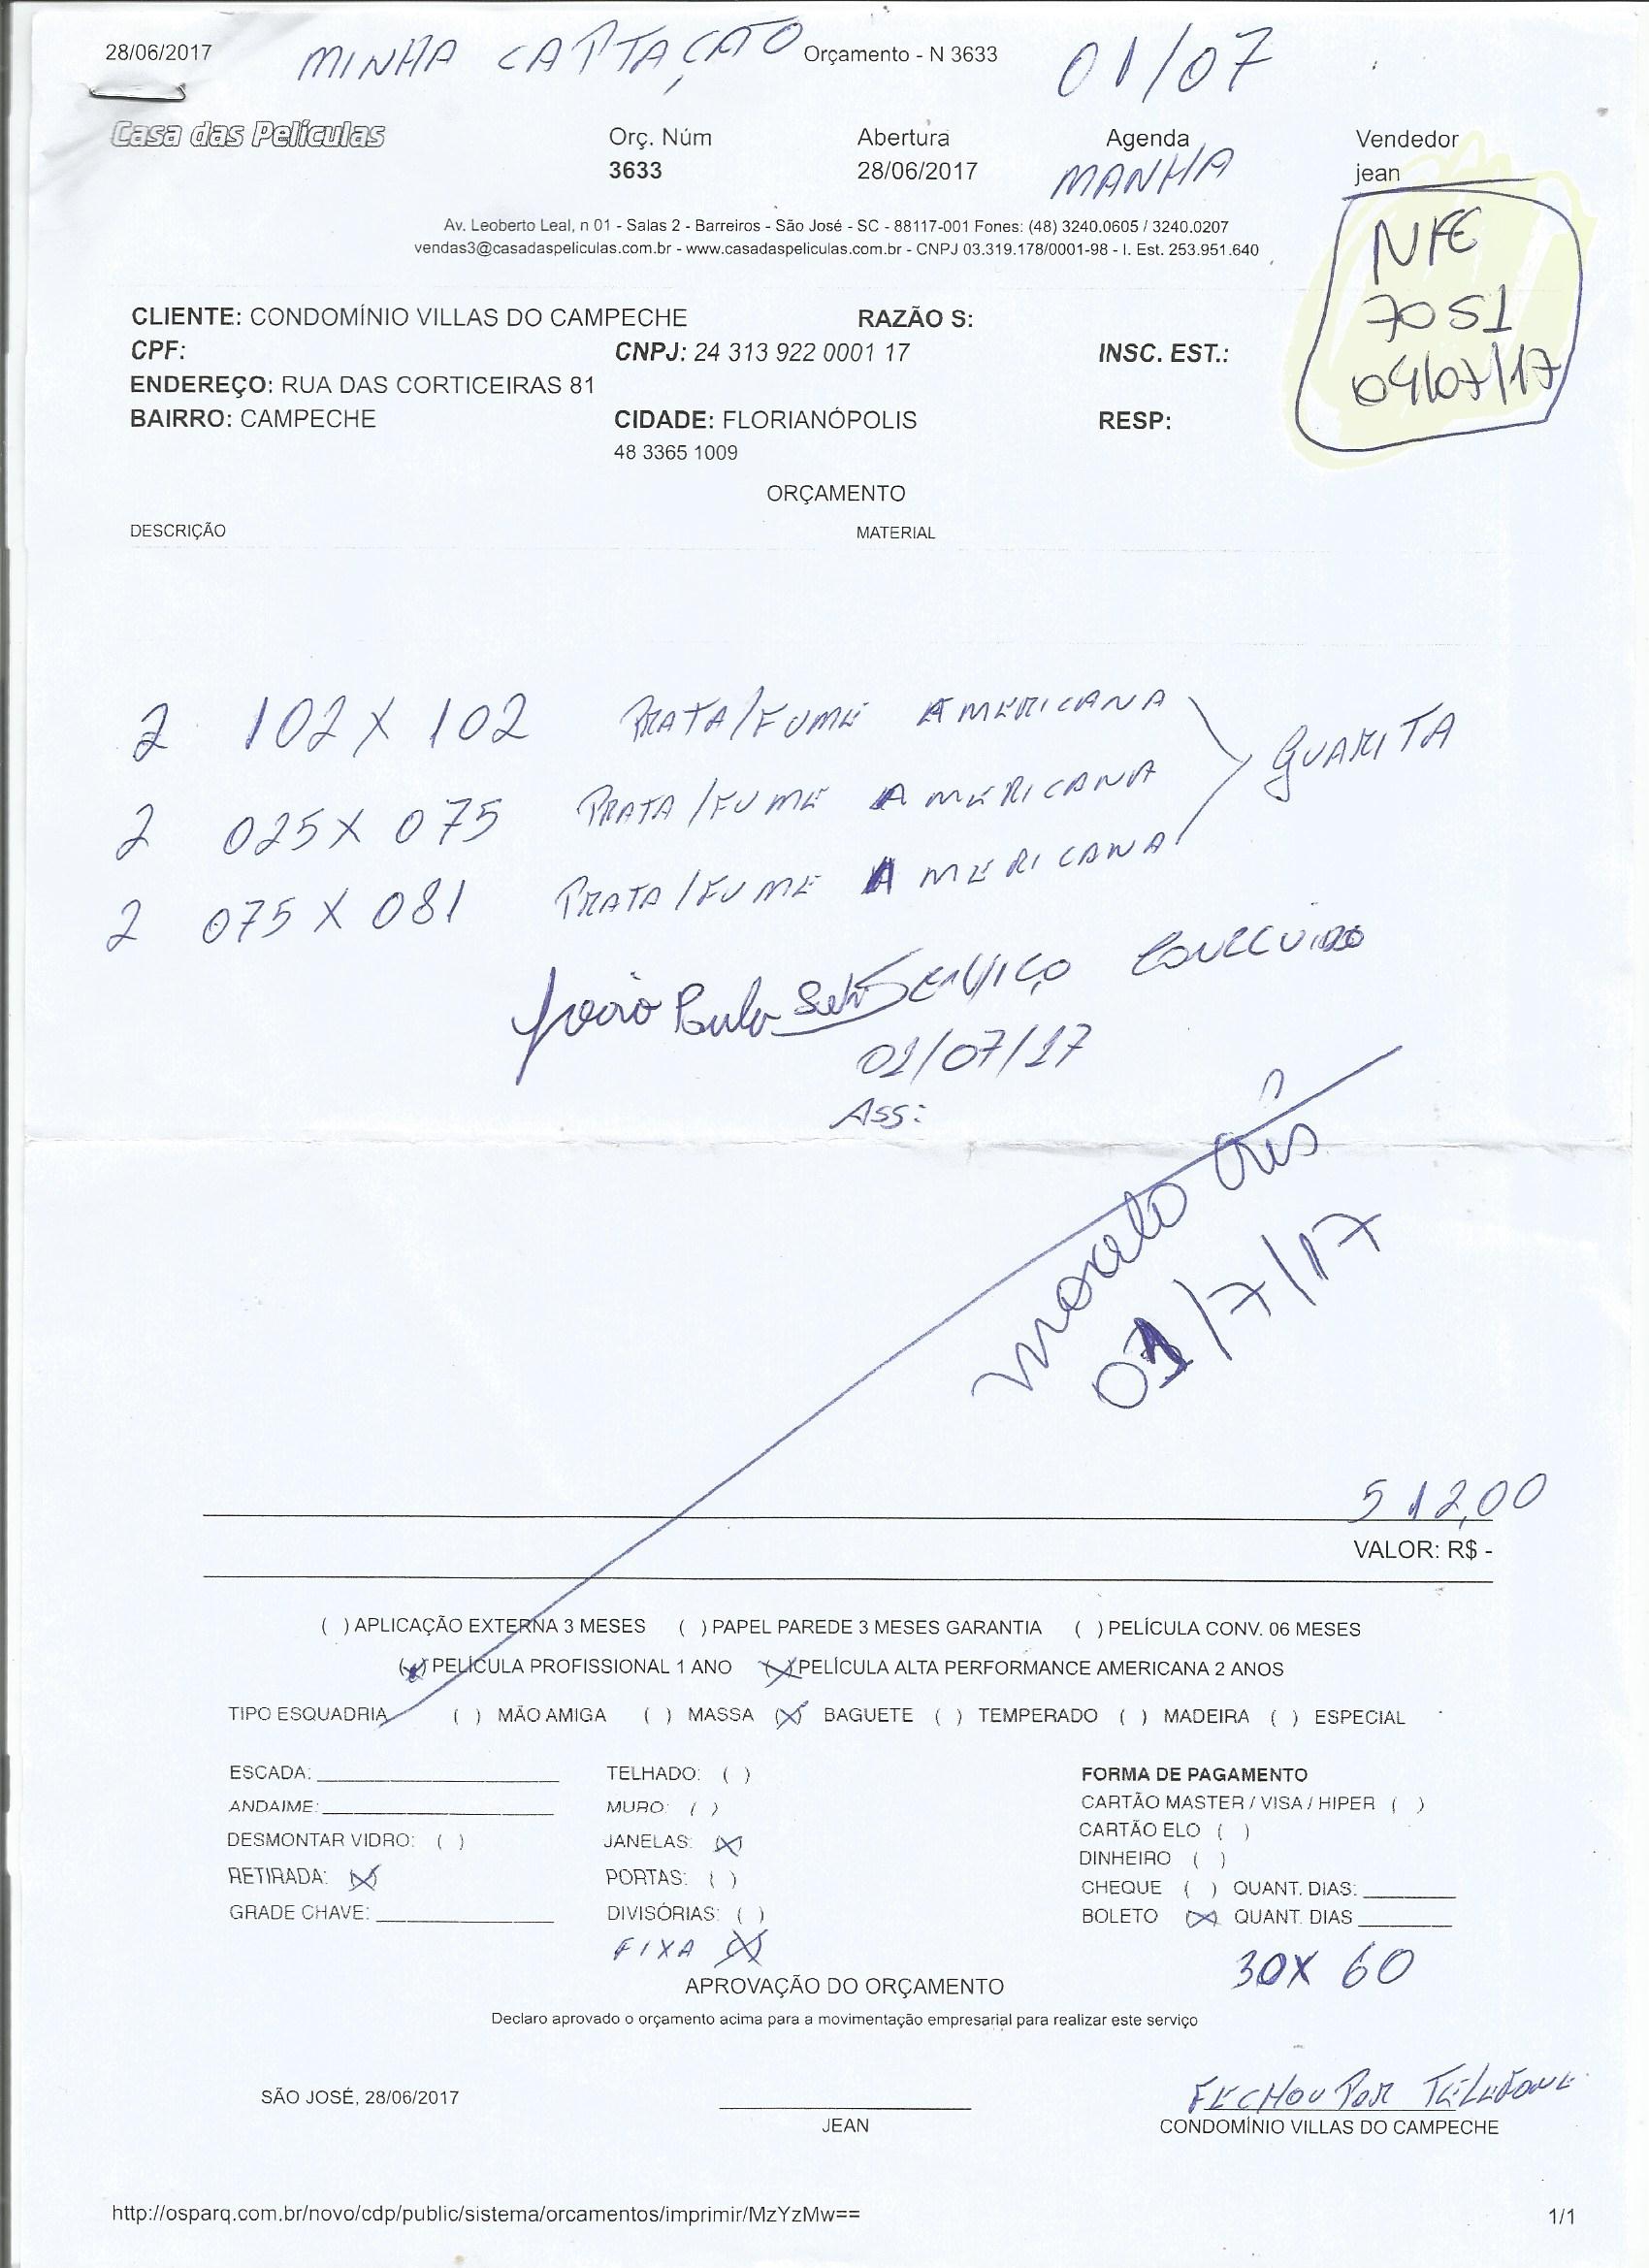 28/06/2017 MINHA CAPTAÇÃO Orçamento - N 3633 01/07
Casa das Películas Orç. Núm Abertura Agenda Vendedor
3633 28/06/2017 MANHÃ jean
Av. Leoberto Leal, n 01 - Salas 2 - Barreiros - São José - SC - 88117-001 Fones: (48) 3240.0605 / 3240.0207
vendas3@casadaspeliculas.com.br - www.casadaspeliculas.com.br - CNPJ 03.319.178/0001-98 - I. Est. 253.951.640
NFE
7051
04/07/17
CLIENTE: CONDOMÍNIO VILLAS DO CAMPECHE RAZÃO S:
CPF: CNPJ: 24 313 922 0001 17 INSC. EST.:
ENDEREÇO: RUA DAS CORTICEIRAS 81
BAIRRO: CAMPECHE CIDADE: FLORIANÓPOLIS RESP:
48 3365 1009
ORÇAMENTO
DESCRIÇÃO MATERIAL
2 102 X 102 PRATA/FUME AMERICANA
2 025 X 075 PRATA/FUME AMERICANA GUARITA
2 075 X 081 PRATA/FUME AMERICANA
João Paulo SERVIÇO CONCLUIDO
01/07/17
Ass:
01/7/17
512,00
VALOR: R$ -
( ) APLICAÇÃO EXTERNA 3 MESES ( ) PAPEL PAREDE 3 MESES GARANTIA ( ) PELÍCULA CONV. 06 MESES
(X) PELÍCULA PROFISSIONAL 1 ANO (X) PELÍCULA ALTA PERFORMANCE AMERICANA 2 ANOS
TIPO ESQUADRIA ( ) MÃO AMIGA ( ) MASSA (X) BAGUETE ( ) TEMPERADO ( ) MADEIRA ( ) ESPECIAL
ESCADA: TELHADO: ( ) FORMA DE PAGAMENTO
ANDAIME: MURO: ( ) CARTÃO MASTER / VISA / HIPER ( )
DESMONTAR VIDRO: ( ) JANELAS: (X) CARTÃO ELO ( )
RETIRADA: (X) PORTAS: ( ) DINHEIRO ( )
GRADE CHAVE: DIVISÓRIAS: ( ) CHEQUE ( ) QUANT. DIAS:
FIXA (X) BOLETO (X) QUANT. DIAS
30 X 60
APROVAÇÃO DO ORÇAMENTO
Declaro aprovado o orçamento acima para a movimentação empresarial para realizar este serviço
SÃO JOSÉ, 28/06/2017 FECHOU POR TELEFONE
JEAN CONDOMÍNIO VILLAS DO CAMPECHE
http://osparq.com.br/novo/cdp/public/sistema/orcamentos/imprimir/MzYzMw== 1/1